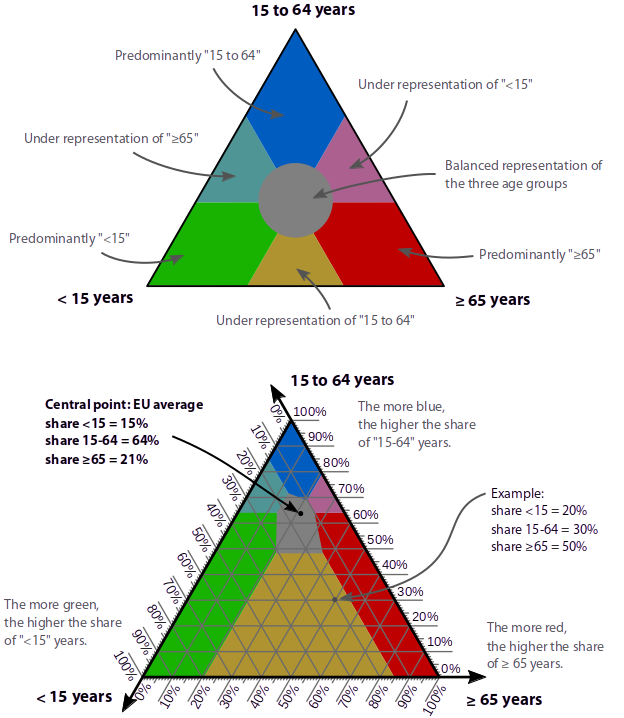 15 to 64 years
Predominantly "15 to 64"
Under representation of "<15"
Under representation of "≥65"
Balanced representation of
the three age groups
Predominantly "<15"
Predominantly "≥65"
< 15 years
≥ 65 years
Under representation of "15 to 64"
15 to 64 years
Central point: EU average
share <15 = 15%
share 15-64 = 64%
share ≥65 = 21%
The more blue,
the higher the share
of "15-64" years.
Example:
share <15 = 20%
share 15-64 = 30%
share ≥65 = 50%
0%
10%
20%
30%
40%
50%
60%
70%
80%
90%
100%
100%
90%
80%
70%
60%
50%
40%
30%
20%
10%
0%
The more green,
the higher the share
of "<15" years.
The more red,
the higher the share
of ≥ 65 years.
0%
10%
20%
30%
40%
50%
60%
70%
80%
90%
100%
< 15 years
≥ 65 years